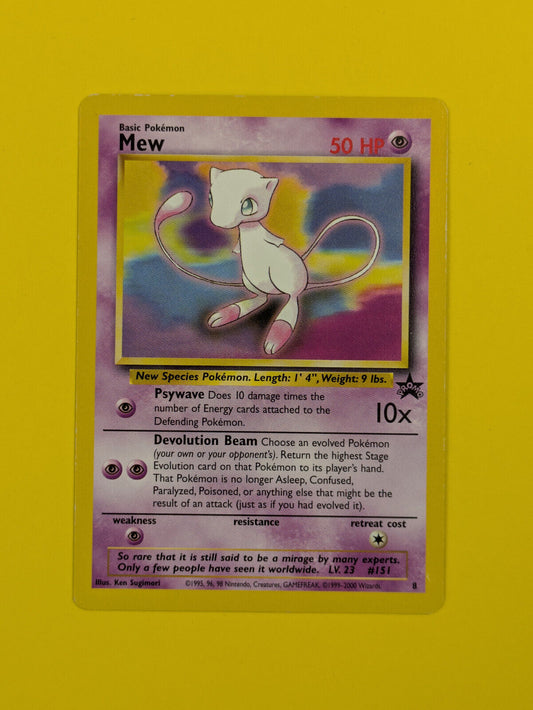 Basic Pokémon
Mew 50 HP
New Species Pokémon. Length: 1' 4", Weight: 9 lbs.
PROMO
Psywave Does 10 damage times the
number of Energy cards attached to the
Defending Pokémon.
10x
Devolution Beam Choose an evolved Pokémon
(your own or your opponent's). Return the highest Stage
Evolution card on that Pokémon to its player's hand.
That Pokémon is no longer Asleep, Confused,
Paralyzed, Poisoned, or anything else that might be the
result of an attack (just as if you had evolved it).
weakness resistance retreat cost
So rare that it is still said to be a mirage by many experts.
Only a few people have seen it worldwide. LV. 23 #151
Illus. Ken Sugimori ©1995, 96, 98 Nintendo, Creatures, GAMEFREAK. ©1999-2000 Wizards. 8